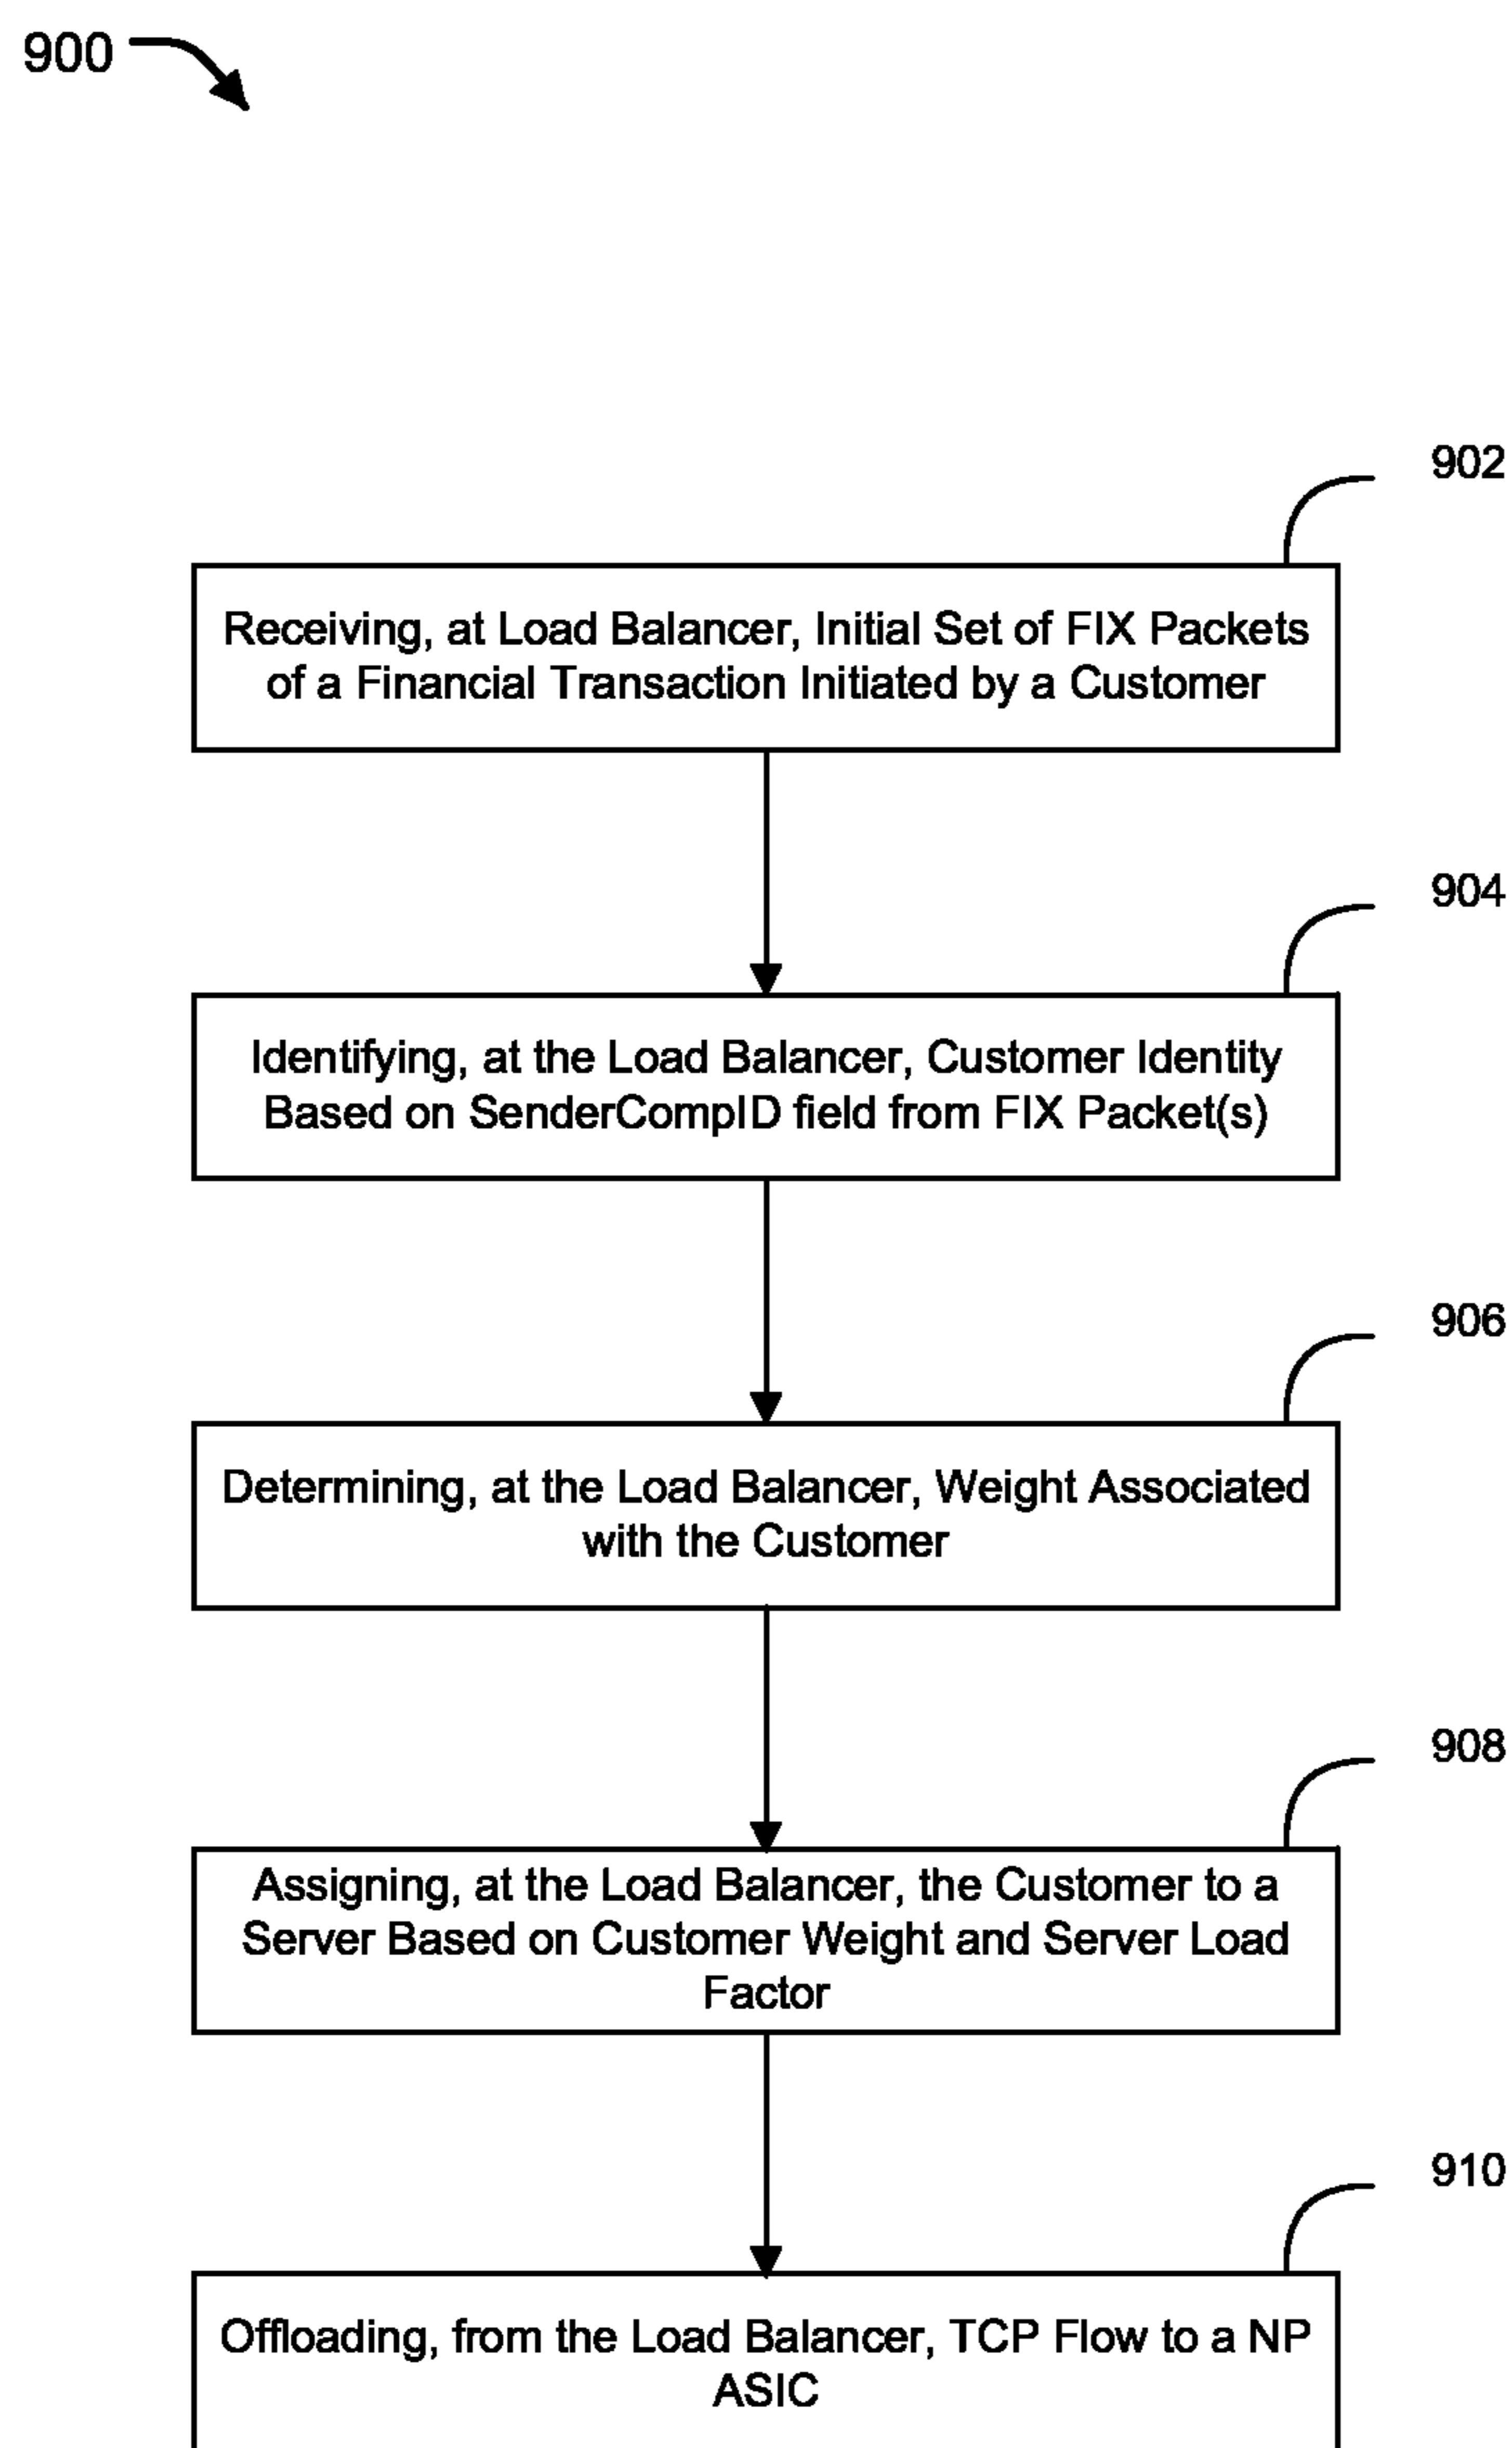 900
902
Receiving, at Load Balancer, Initial Set of FIX Packets
of a Financial Transaction Initiated by a Customer
904
Identifying, at the Load Balancer, Customer Identity
Based on SenderCompID field from FIX Packet(s)
906
Determining, at the Load Balancer, Weight Associated
with the Customer
908
Assigning, at the Load Balancer, the Customer to a
Server Based on Customer Weight and Server Load
Factor
910
Offloading, from the Load Balancer, TCP Flow to a NP
ASIC